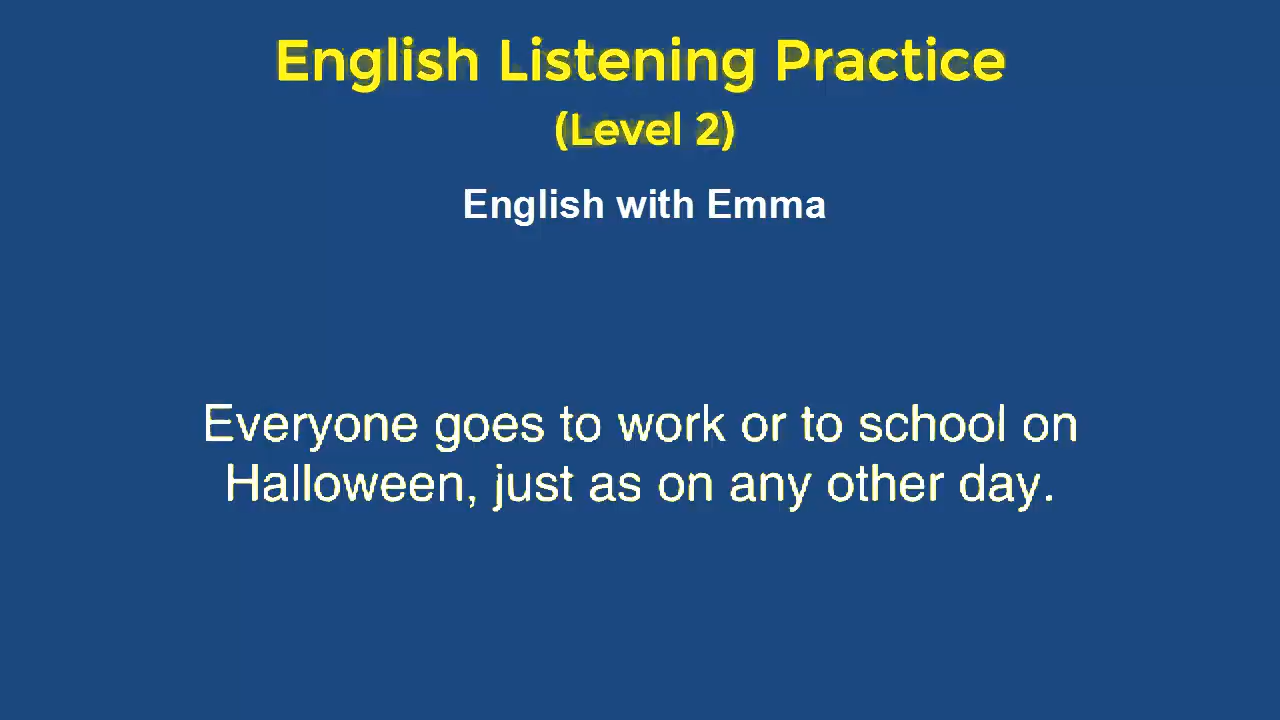 English Listening Practice
(Level 2)
English with Emma
Everyone goes to work or to school on
Halloween, just as on any other day.